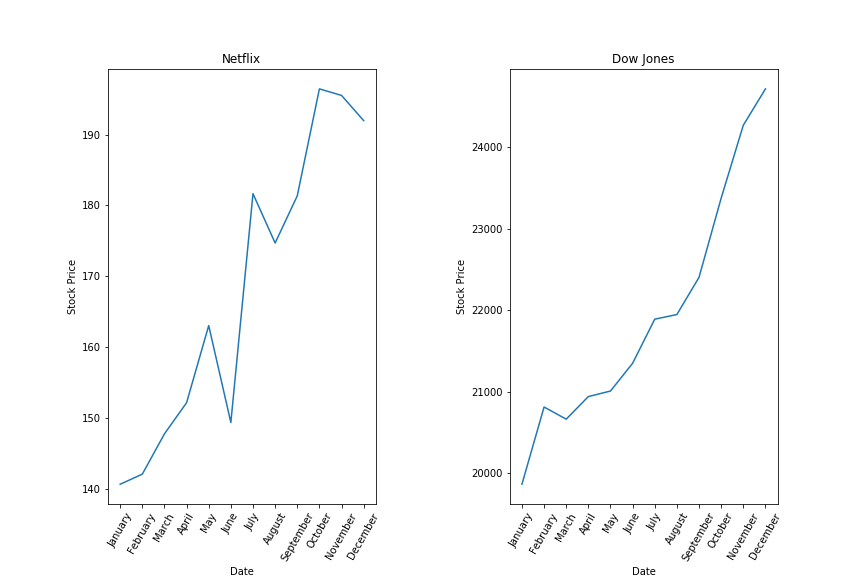 Netflix
Stock Price
190
180
170
160
150
140
January
February
March
April
May
June
July
August
September
October
November
December
Date
Dow Jones
Stock Price
24000
23000
22000
21000
20000
January
February
March
April
May
June
July
August
September
October
November
December
Date